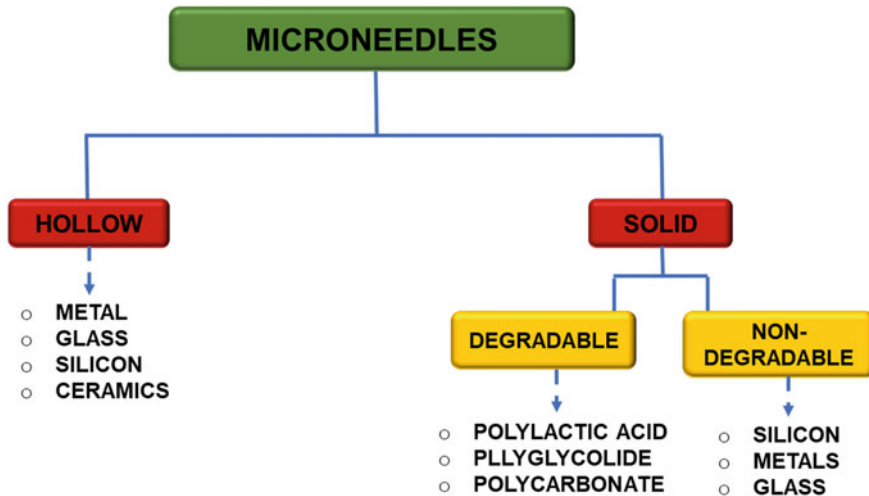 MICRONEEDLES
HOLLOW
SOLID
METAL
GLASS
SILICON
CERAMICS
DEGRADABLE
NON-
DEGRADABLE
POLYLACTIC ACID
PLLYGLYCOLIDE
POLYCARBONATE
SILICON
METALS
GLASS